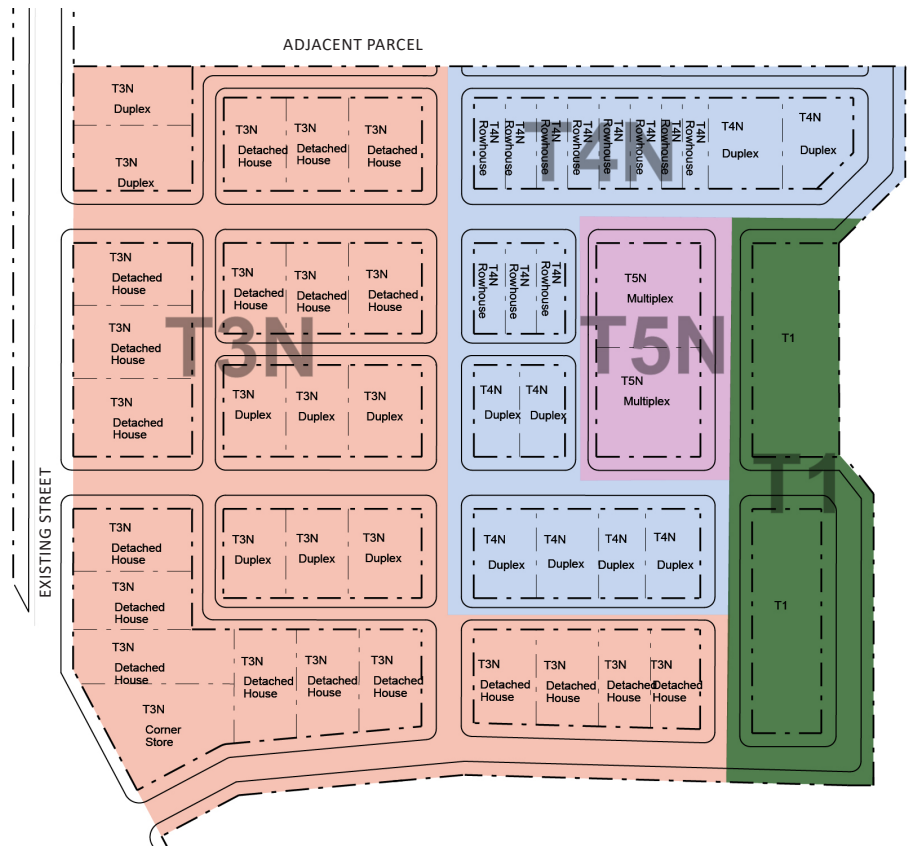 ADJACENT PARCEL
EXISTING STREET
T3N
T4N
T5N
T1
T3N
Duplex
T3N
Duplex
T3N
Detached
House
T3N
Detached
House
T3N
Detached
House
T4N
Rowhouse
T4N
Rowhouse
T4N
Rowhouse
T4N
Rowhouse
T4N
Rowhouse
T4N
Rowhouse
T4N
Rowhouse
T4N
Rowhouse
T4N
Duplex
T4N
Duplex
T3N
Detached
House
T3N
Detached
House
T3N
Detached
House
T3N
Detached
House
T3N
Detached
House
T3N
Detached
House
T4N
Rowhouse
T4N
Rowhouse
T4N
Rowhouse
T5N
Multiplex
T5N
Multiplex
T1
T3N
Duplex
T3N
Duplex
T3N
Duplex
T4N
Duplex
T4N
Duplex
T3N
Detached
House
T3N
Detached
House
T3N
Detached
House
T3N
Corner
Store
T3N
Duplex
T3N
Duplex
T3N
Duplex
T4N
Duplex
T4N
Duplex
T4N
Duplex
T4N
Duplex
T1
T3N
Detached
House
T3N
Detached
House
T3N
Detached
House
T3N
Detached
House
T3N
Detached
House
T3N
Detached
House
T3N
Detached
House